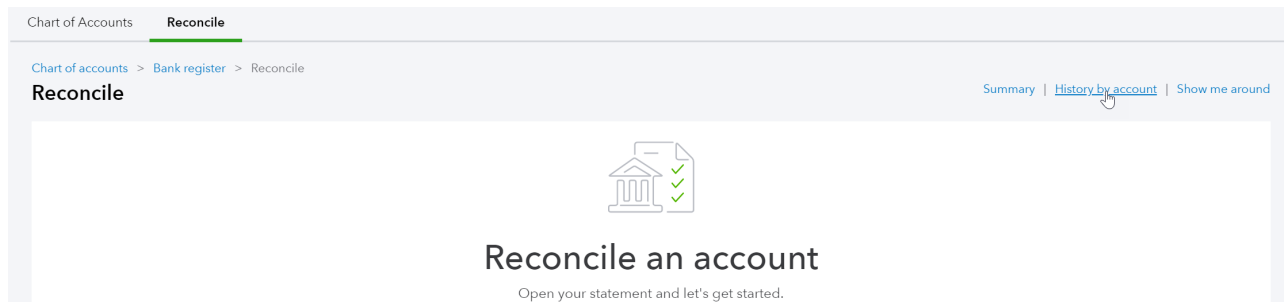 Chart of Accounts Reconcile
Chart of accounts > Bank register > Reconcile
Reconcile
Summary | History by account | Show me around
Reconcile an account
Open your statement and let's get started.